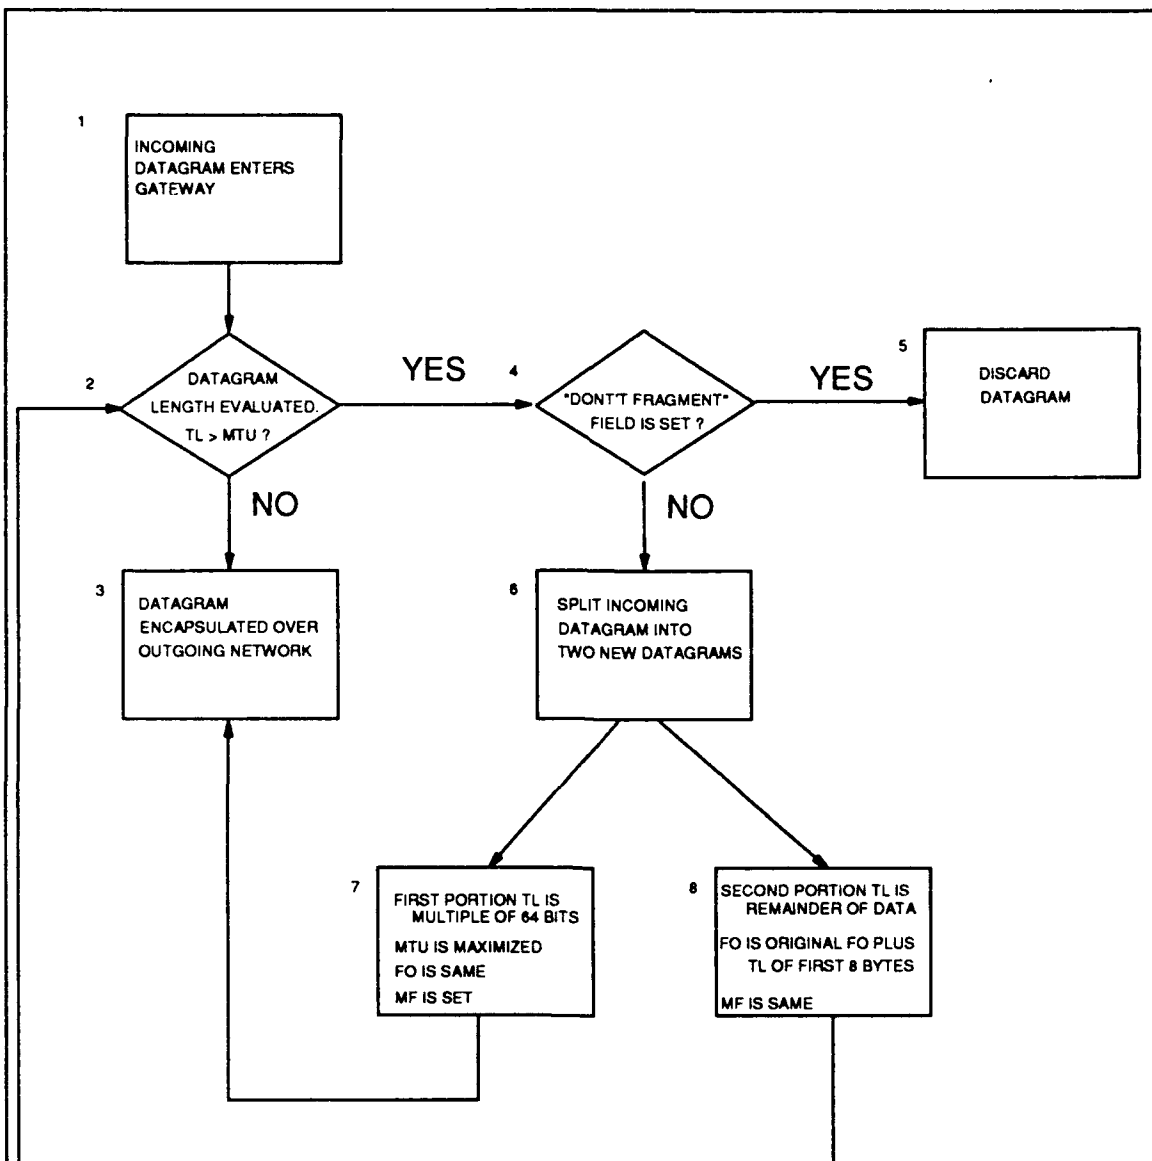 1
INCOMING
DATAGRAM ENTERS
GATEWAY
2
DATAGRAM
LENGTH EVALUATED.
TL > MTU ?
YES
4
"DONT'T FRAGMENT"
FIELD IS SET ?
YES
5
DISCARD
DATAGRAM
NO
NO
3
DATAGRAM
ENCAPSULATED OVER
OUTGOING NETWORK
6
SPLIT INCOMING
DATAGRAM INTO
TWO NEW DATAGRAMS
7
FIRST PORTION TL IS
MULTIPLE OF 64 BITS
MTU IS MAXIMIZED
FO IS SAME
MF IS SET
8
SECOND PORTION TL IS
REMAINDER OF DATA
FO IS ORIGINAL FO PLUS
TL OF FIRST 8 BYTES
MF IS SAME